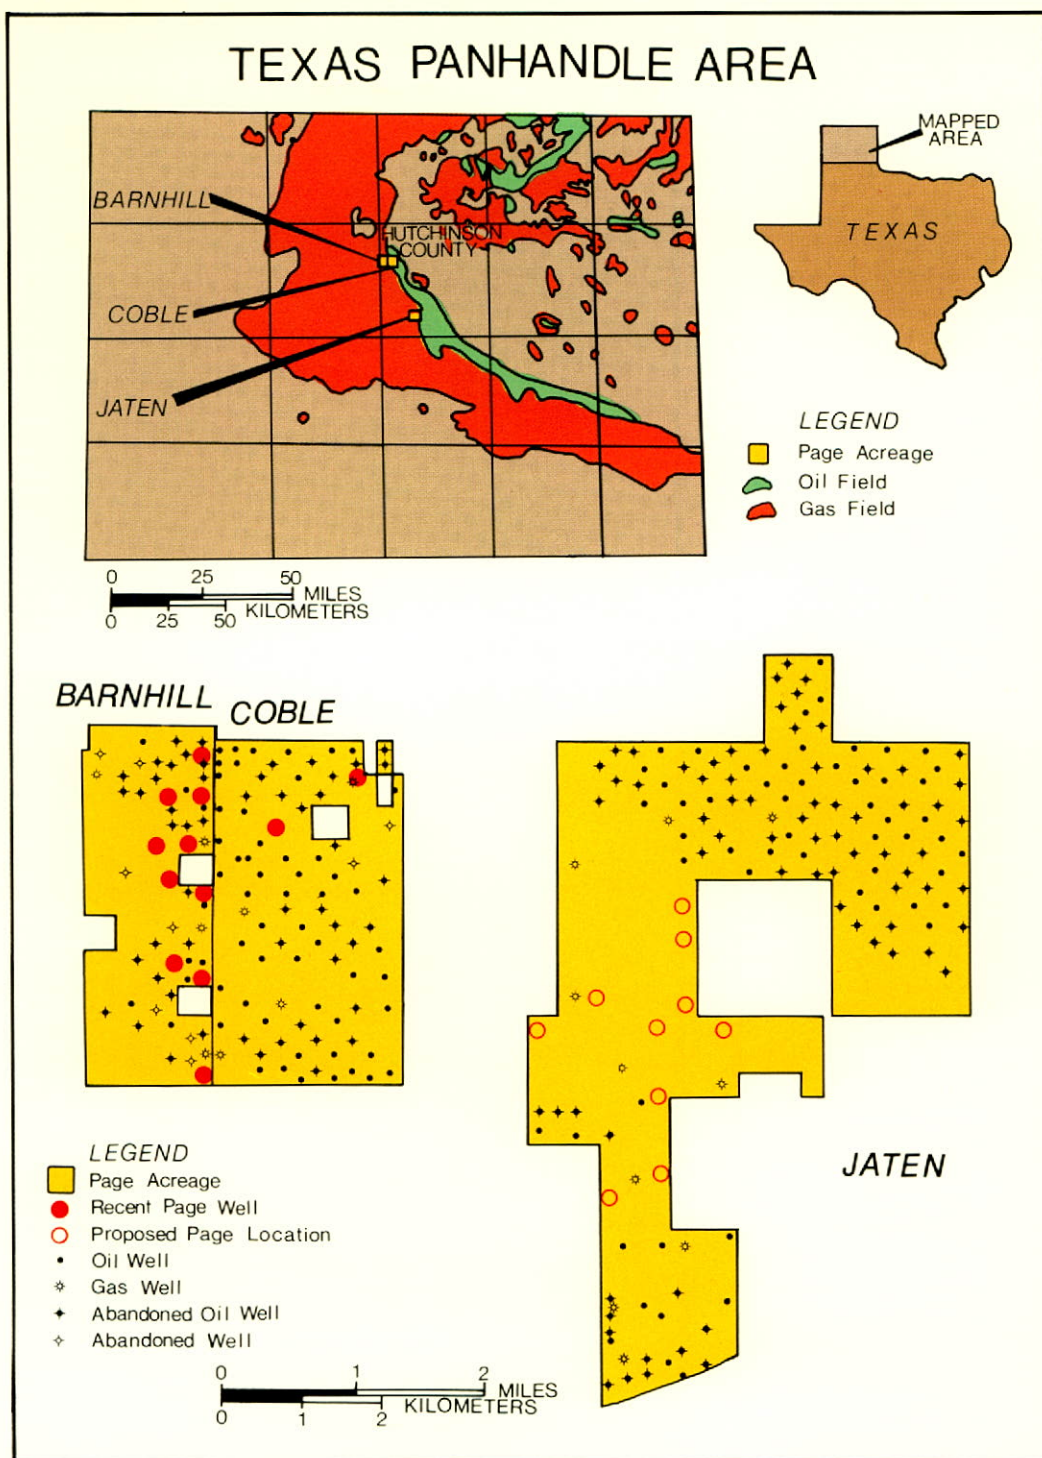 TEXAS PANHANDLE AREA
MAPPED
AREA
BARNHILL
HUTCHINSON
COUNTY
TEXAS
COBLE
JATEN
LEGEND
Page Acreage
Oil Field
Gas Field
0 25 50
MILES
KILOMETERS
0 25 50
BARNHILL
COBLE
JATEN
LEGEND
Page Acreage
Recent Page Well
Proposed Page Location
Oil Well
Gas Well
Abandoned Oil Well
Abandoned Well
0 1 2
MILES
KILOMETERS
0 1 2